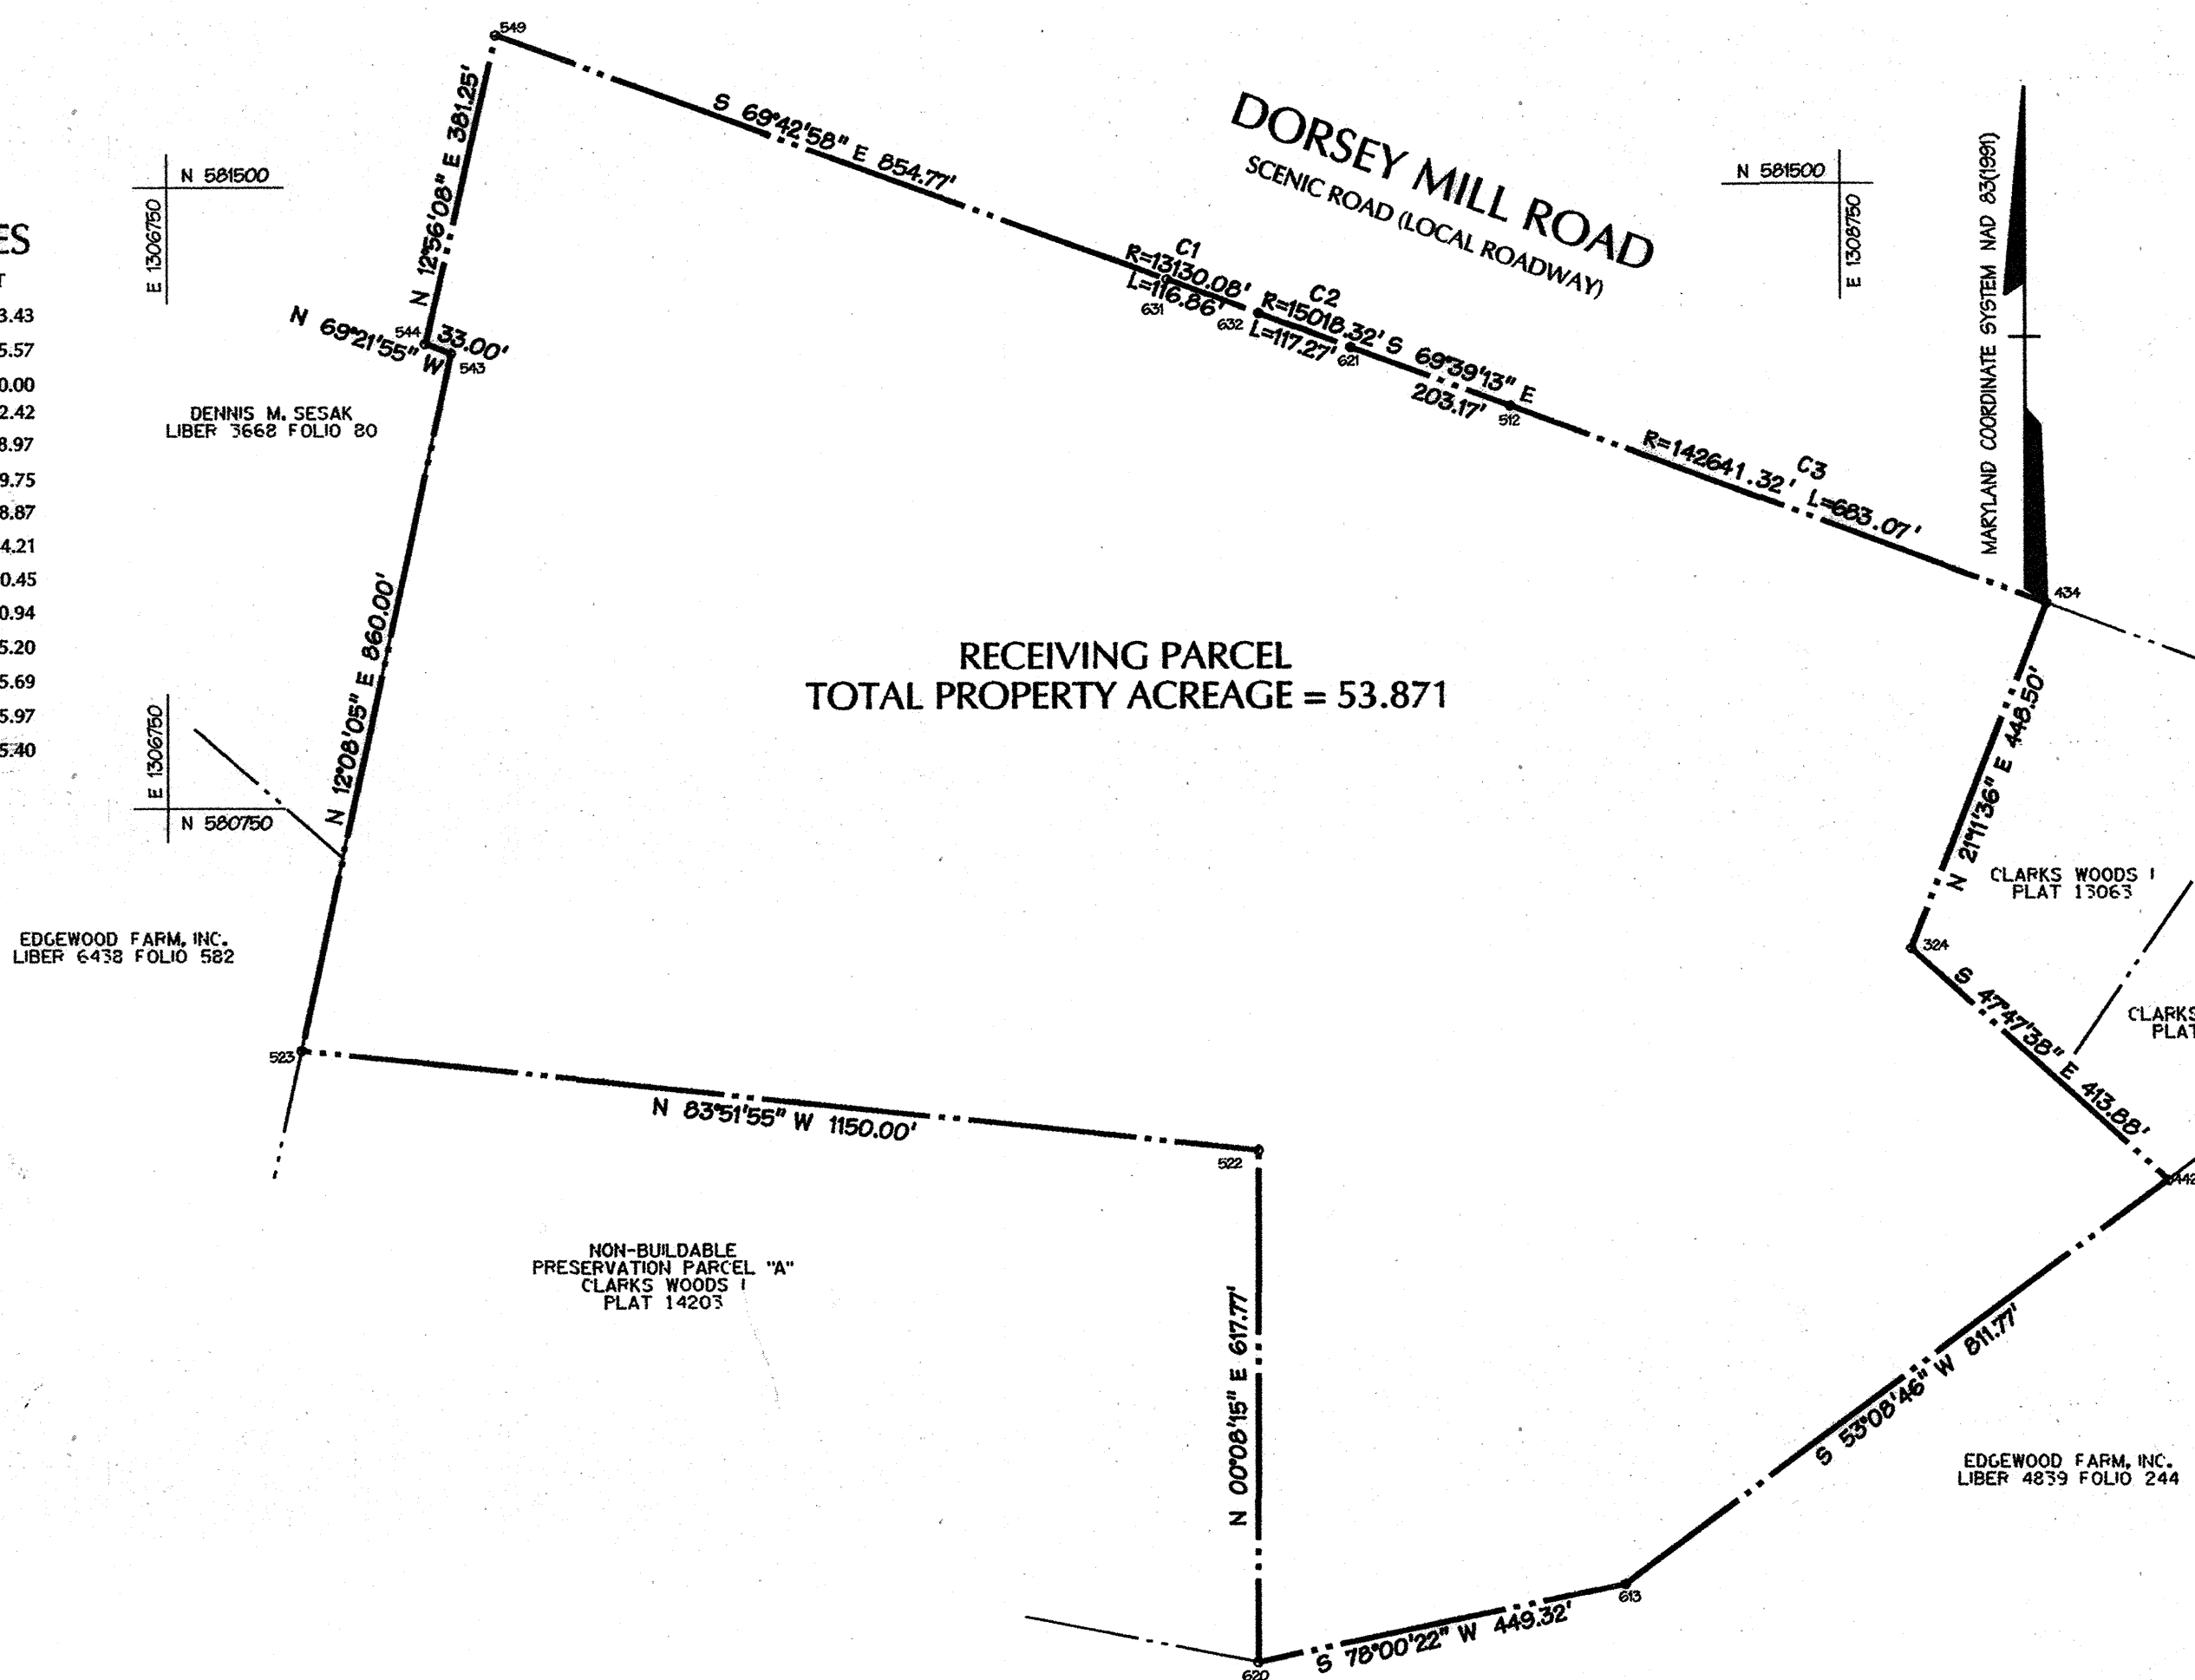 549
S 69°42'58" E 854.77'
N 12°56'08" E 381.25'
DORSEY MILL ROAD
SCENIC ROAD (LOCAL ROADWAY)
N 581500
E 1306750
N 581500
E 1308750
MARYLAND COORDINATE SYSTEM NAD 83(1991)
ES
T
3.43
5.57
0.00
2.42
8.97
9.75
8.87
4.21
0.45
0.94
5.20
5.69
5.97
5.40
C1
R=13130.08'
L=116.86'
631
C2
R=15018.32'
L=117.27'
632
621
S 69°39'13" E
203.17'
512
C3
R=142641.32' L=683.07'
434
N 69°21'55" W
33.00'
544
543
DENNIS M. SESAK
LIBER 3668 FOLIO 80
N 12°08'05" E 860.00'
RECEIVING PARCEL
TOTAL PROPERTY ACREAGE = 53.871
N 21°11'36" E 448.50'
E 1306750
N 580750
CLARKS WOODS I
PLAT 13063
EDGEWOOD FARM, INC.
LIBER 6438 FOLIO 582
324
S 47°47'38" E 413.88'
CLARKS
PLAT
523
N 83°51'55" W 1150.00'
522
442
NON-BUILDABLE
PRESERVATION PARCEL "A"
CLARKS WOODS I
PLAT 14203
N 00°08'15" E 617.77'
S 53°08'46" W 811.77'
EDGEWOOD FARM, INC.
LIBER 4839 FOLIO 244
613
S 78°00'22" W 449.32'
620